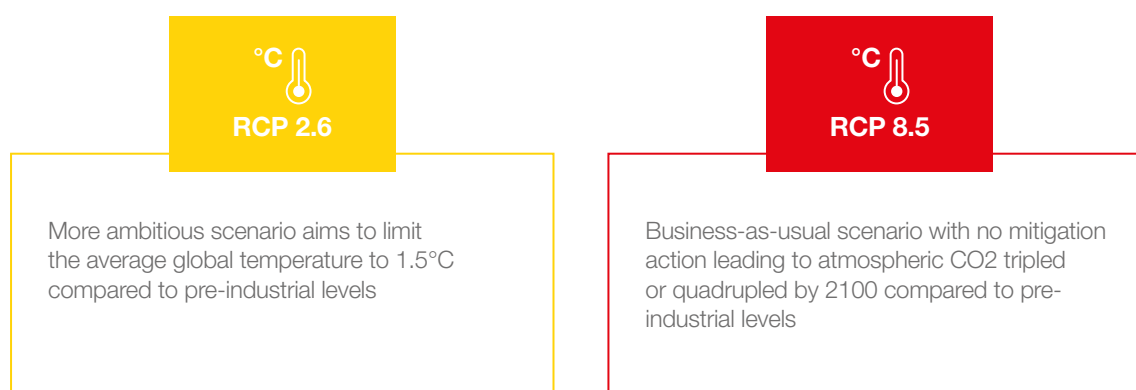 °C
RCP 2.6
More ambitious scenario aims to limit
the average global temperature to 1.5°C
compared to pre-industrial levels
°C
RCP 8.5
Business-as-usual scenario with no mitigation
action leading to atmospheric CO2 tripled
or quadrupled by 2100 compared to pre-
industrial levels